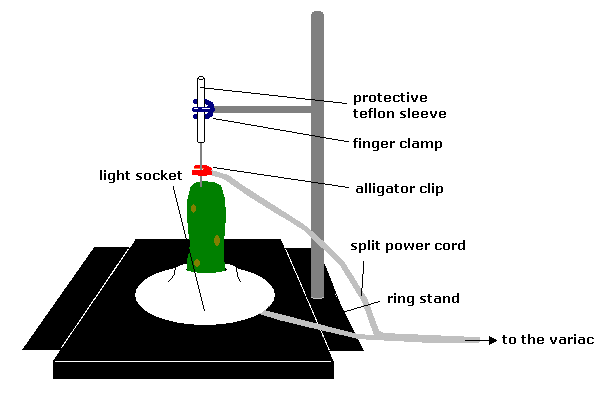 protective
teflon sleeve
finger clamp
light socket
alligator clip
split power cord
ring stand
to the variac